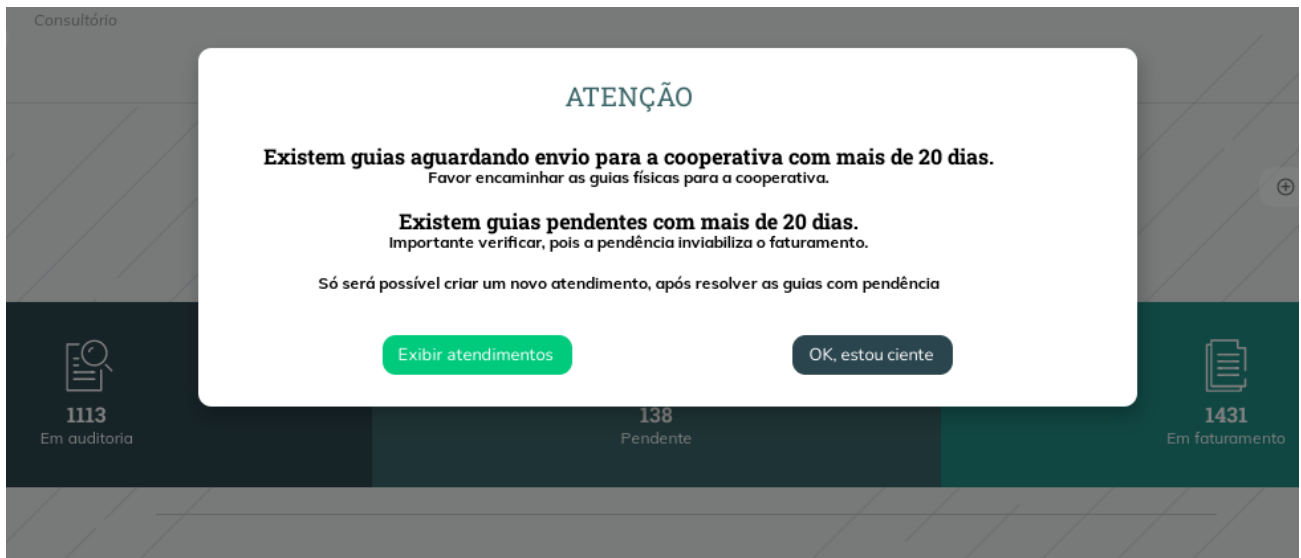 Consultório
ATENÇÃO
Existem guias aguardando envio para a cooperativa com mais de 20 dias.
Favor encaminhar as guias físicas para a cooperativa.
Existem guias pendentes com mais de 20 dias.
Importante verificar, pois a pendência inviabiliza o faturamento.
Só será possível criar um novo atendimento, após resolver as guias com pendência
Exibir atendimentos
OK, estou ciente
1113
Em auditoria
138
Pendente
1431
Em faturamento